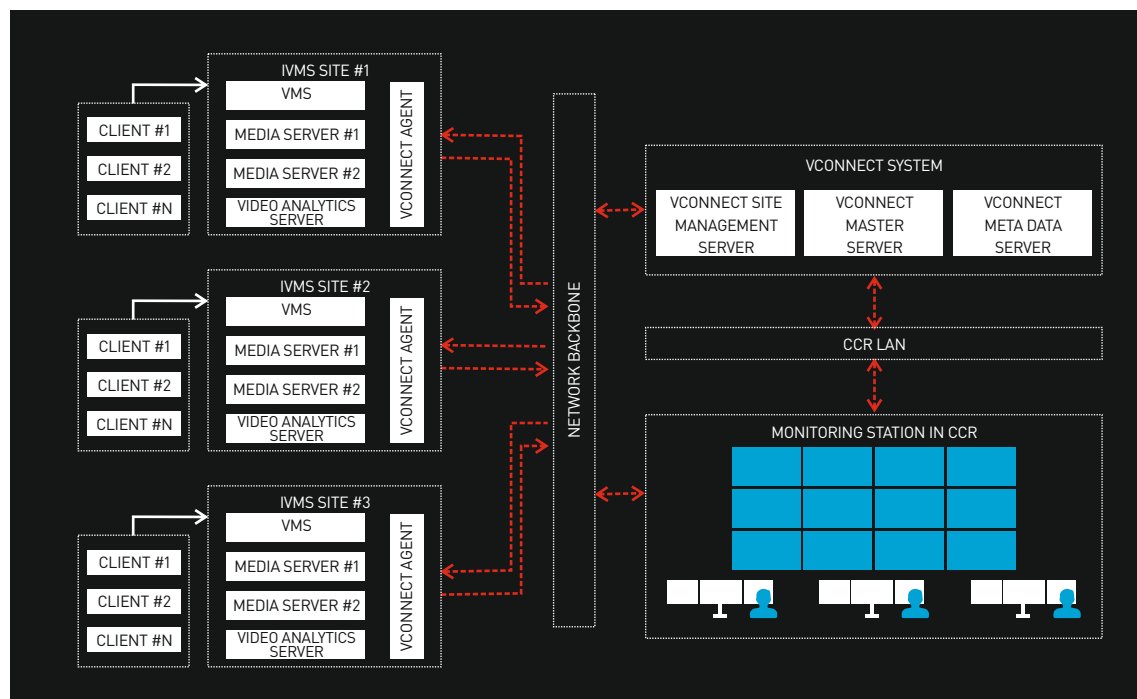 IVMS SITE #1
VMS
MEDIA SERVER #1
MEDIA SERVER #2
VIDEO ANALYTICS
SERVER
VCONNECT AGENT
CLIENT #1
CLIENT #2
CLIENT #N
IVMS SITE #2
VMS
MEDIA SERVER #1
MEDIA SERVER #2
VIDEO ANALYTICS
SERVER
VCONNECT AGENT
CLIENT #1
CLIENT #2
CLIENT #N
IVMS SITE #3
VMS
MEDIA SERVER #1
MEDIA SERVER #2
VIDEO ANALYTICS
SERVER
VCONNECT AGENT
CLIENT #1
CLIENT #2
CLIENT #N
NETWORK BACKBONE
VCONNECT SYSTEM
VCONNECT SITE
MANAGEMENT
SERVER
VCONNECT
MASTER
SERVER
VCONNECT
META DATA
SERVER
CCR LAN
MONITORING STATION IN CCR